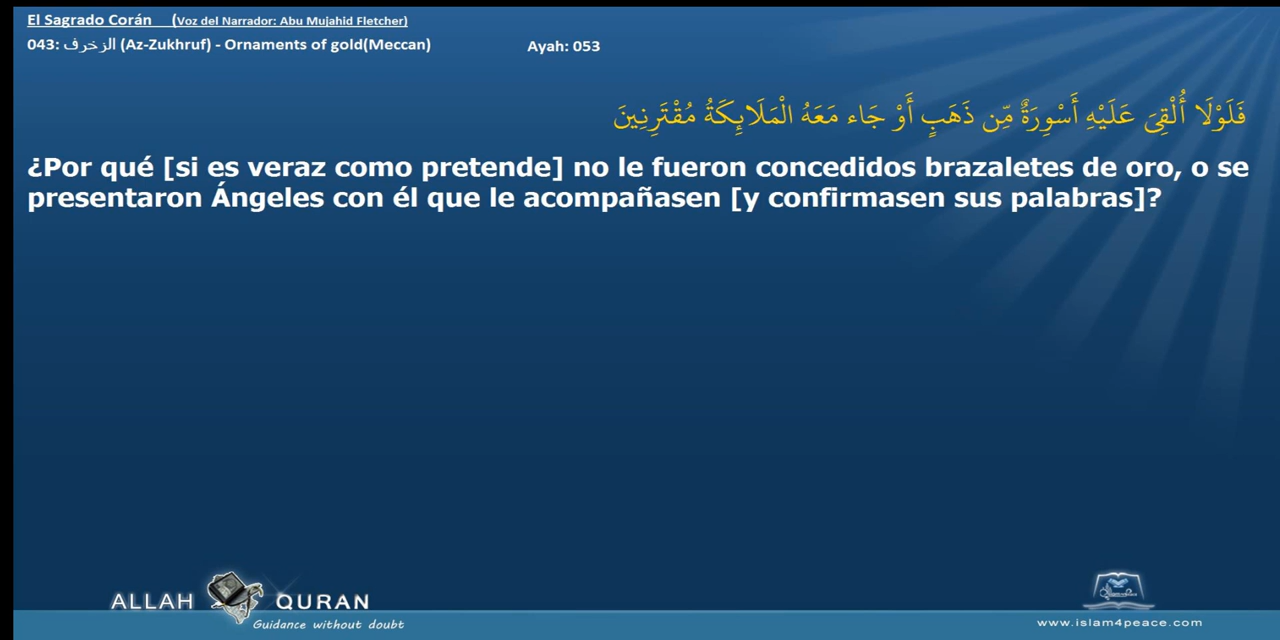 El Sagrado Corán (Voz del Narrador: Abu Mujahid Fletcher)
043: الزخرف (Az-Zukhruf) - Ornaments of gold(Meccan) Ayah: 053
فَلَوْلَا أُلْقِيَ عَلَيْهِ أَسْوِرَةٌ مِّن ذَهَبٍ أَوْ جَاء مَعَهُ الْمَلَائِكَةُ مُقْتَرِنِينَ
¿Por qué [si es veraz como pretende] no le fueron concedidos brazaletes de oro, o se
presentaron Ángeles con él que le acompañasen [y confirmasen sus palabras]?
ALLAH QURAN
Guidance without doubt
www.islam4peace.com